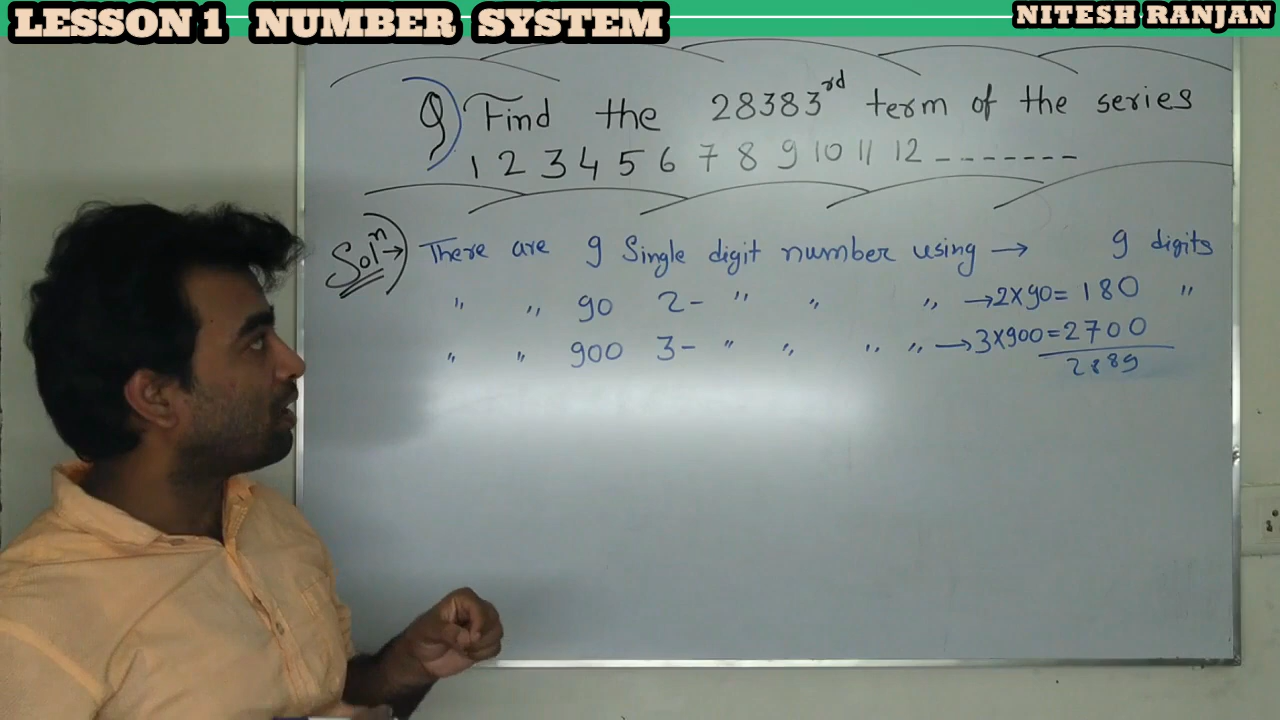 LESSON 1 NUMBER SYSTEM
NITESH RANJAN
Q) Find the 28383rd term of the series
1 2 3 4 5 6 7 8 9 10 11 12 -------
Soln→) There are 9 Single digit number using → 9 digits
" " 90 2- " " " →2×90= 180 "
" " 900 3- " " " " →3×900=2700
2889